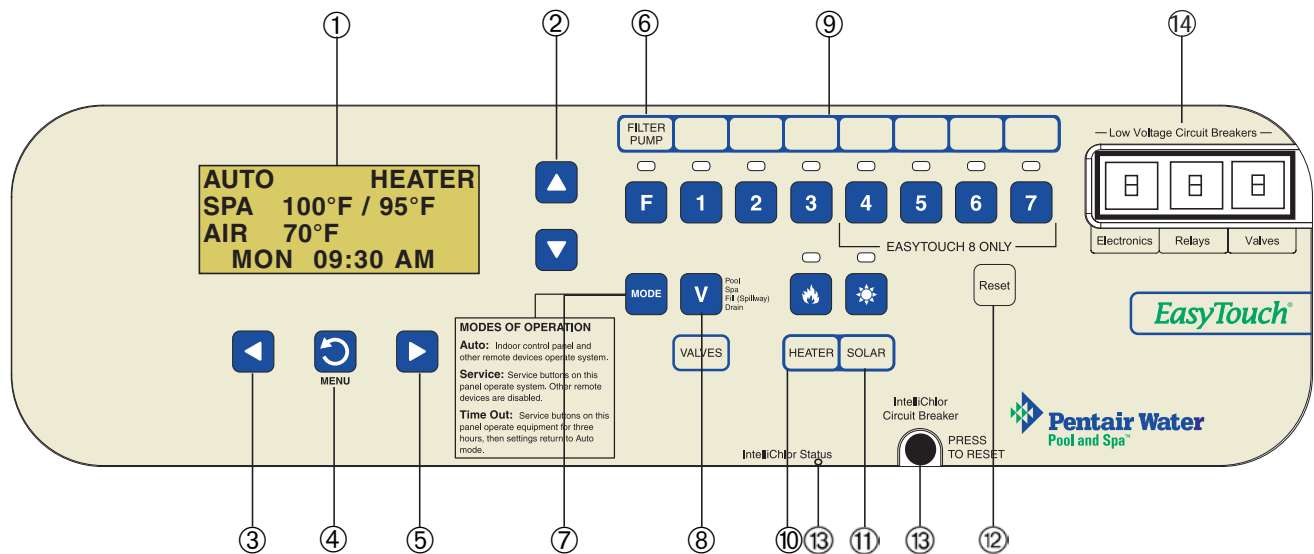 ① ② ⑥ ⑨ ⑭
FILTER
PUMP
— Low Voltage Circuit Breakers —
AUTO HEATER
SPA 100°F / 95°F
AIR 70°F
MON 09:30 AM
F 1 2 3 4 5 6 7
EASYTOUCH 8 ONLY
Electronics Relays Valves
MODE
V
Pool
Spa
Fill (Spillway)
Drain
Reset
EasyTouch®
MENU
MODES OF OPERATION
Auto: Indoor control panel and
other remote devices operate system.
Service: Service buttons on this
panel operate system. Other remote
devices are disabled.
Time Out: Service buttons on this
panel operate equipment for three
hours, then settings return to Auto
mode.
VALVES
HEATER SOLAR
IntelliChlor
Circuit Breaker
PRESS
TO RESET
IntelliChlor Status
Pentair Water
Pool and Spa™
③ ④ ⑤ ⑦ ⑧ ⑩ ⑬ ⑪ ⑬ ⑫